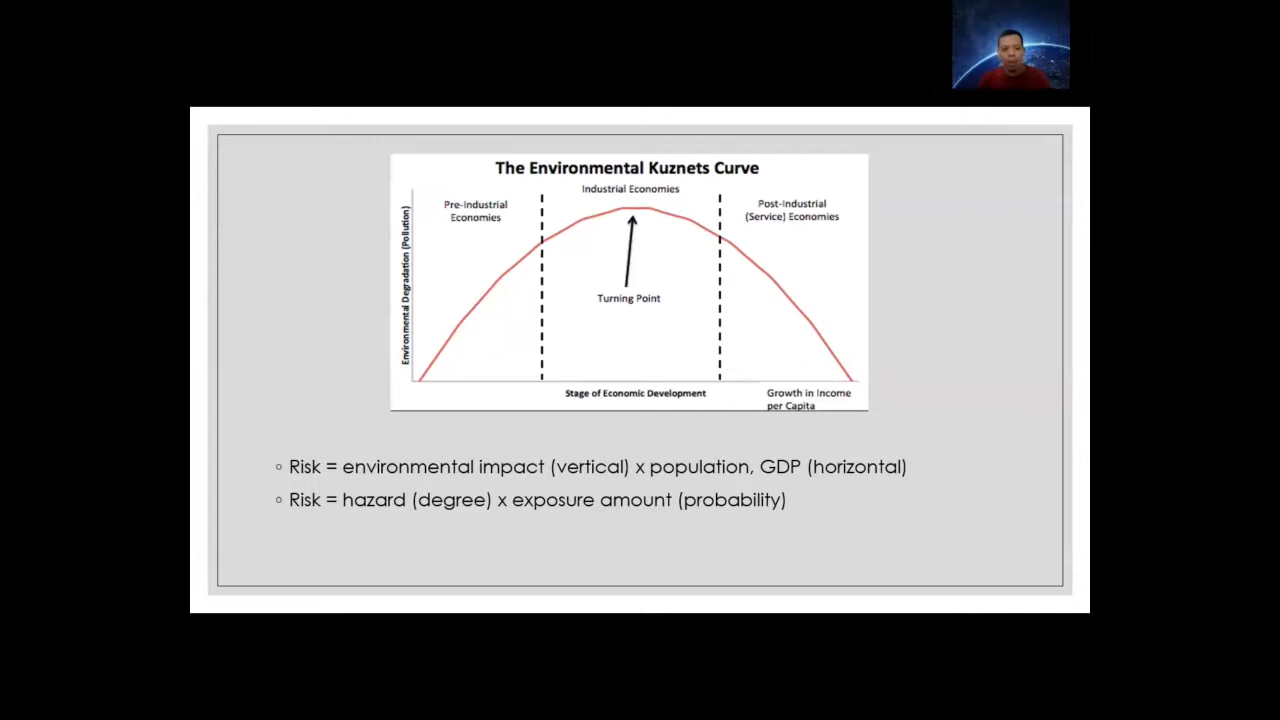 The Environmental Kuznets Curve
Industrial Economies
Pre-Industrial
Economies
Post-Industrial
(Service) Economies
Environmental Degradation (Pollution)
Turning Point
Stage of Economic Development
Growth in Income
per Capita
◦ Risk = environmental impact (vertical) x population, GDP (horizontal)
◦ Risk = hazard (degree) x exposure amount (probability)